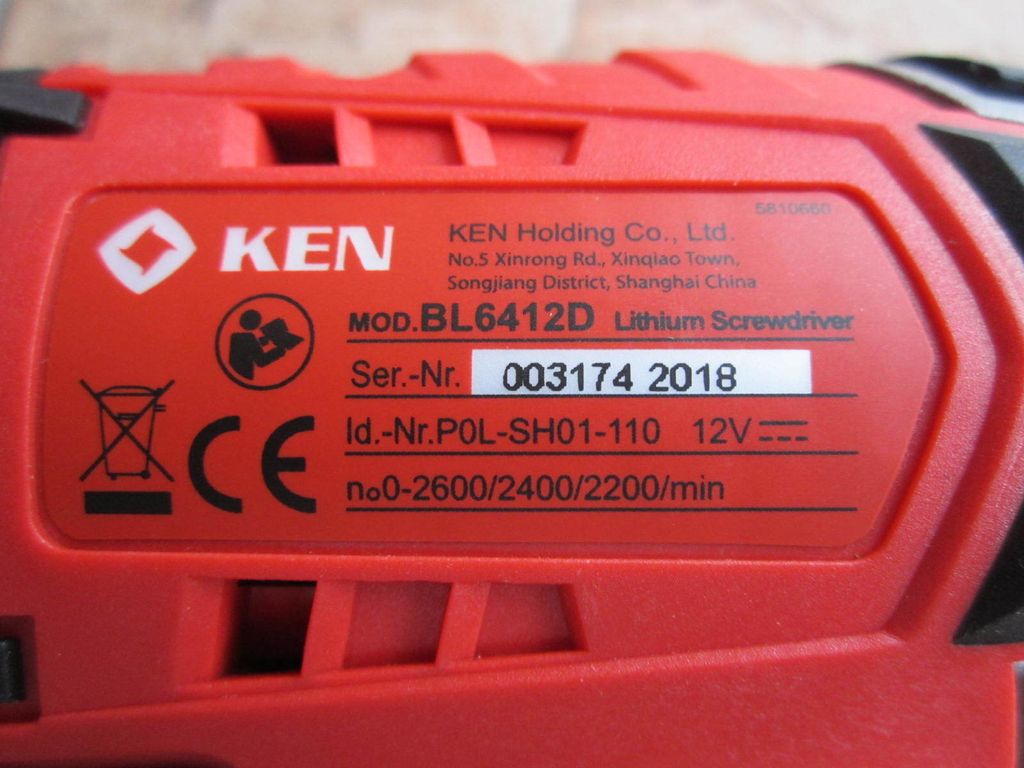 5810660
KEN
KEN Holding Co., Ltd.
No.5 Xinrong Rd., Xinqiao Town,
Songjiang District, Shanghai China
MOD.BL6412D Lithium Screwdriver
Ser.-Nr. 003174 2018
Id.-Nr.P0L-SH01-110 12V
CE
n₀0-2600/2400/2200/min